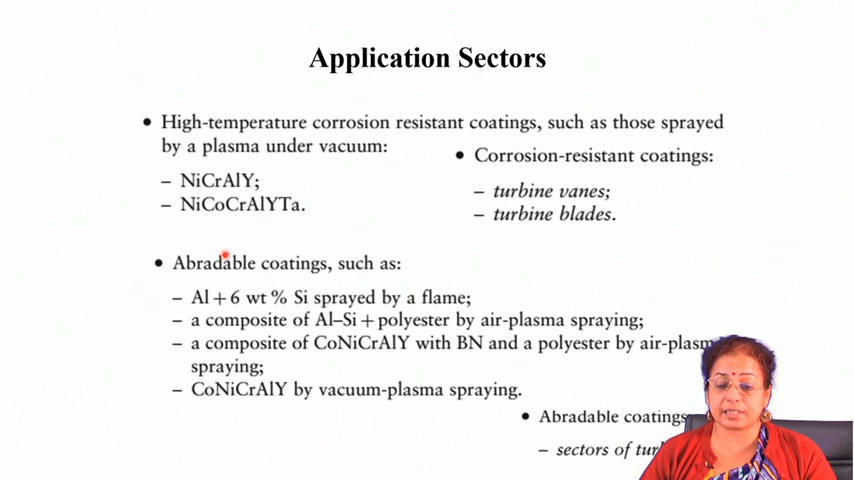 Application Sectors
• High-temperature corrosion resistant coatings, such as those sprayed
by a plasma under vacuum:
– NiCrAlY;
– NiCoCrAlYTa.
• Corrosion-resistant coatings:
– turbine vanes;
– turbine blades.
• Abradable coatings, such as:
– Al + 6 wt % Si sprayed by a flame;
– a composite of Al–Si + polyester by air-plasma spraying;
– a composite of CoNiCrAlY with BN and a polyester by air-plasm
spraying;
– CoNiCrAlY by vacuum-plasma spraying.
• Abradable coatings
– sectors of